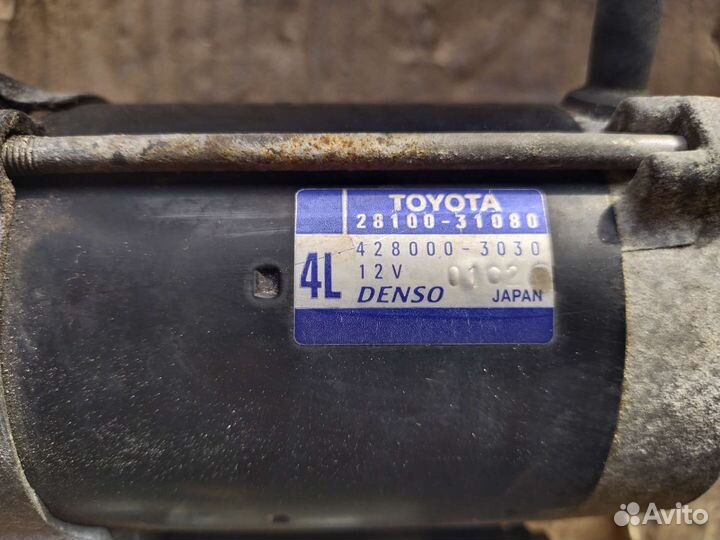 TOYOTA
28100-31080
428000-3030
12V
4L
DENSO JAPAN
Avito